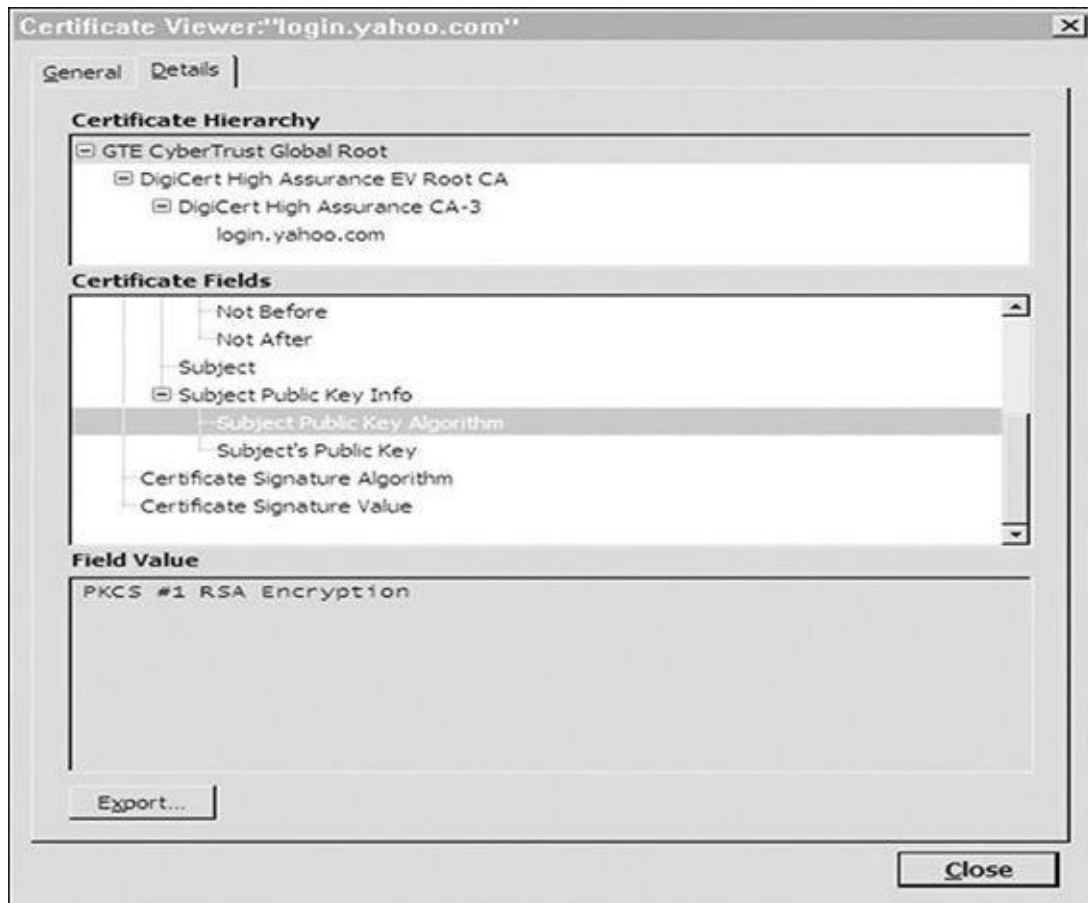 Certificate Viewer:"login.yahoo.com"
General Details
Certificate Hierarchy
GTE CyberTrust Global Root
DigiCert High Assurance EV Root CA
DigiCert High Assurance CA-3
login.yahoo.com
Certificate Fields
Not Before
Not After
Subject
Subject Public Key Info
Subject Public Key Algorithm
Subject's Public Key
Certificate Signature Algorithm
Certificate Signature Value
Field Value
PKCS #1 RSA Encryption
Export...
Close